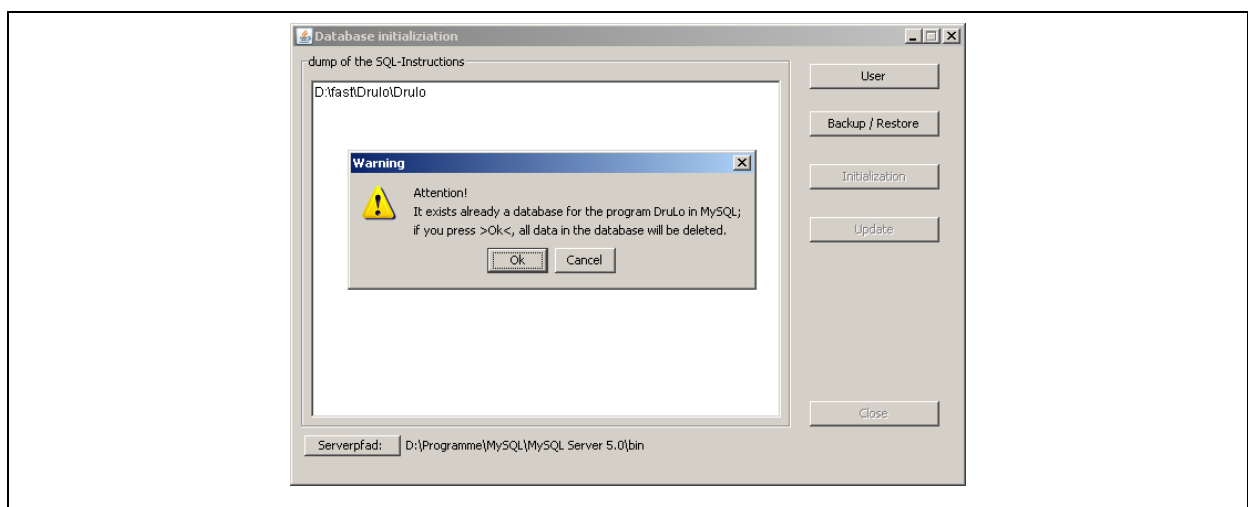 Database initializiation
dump of the SQL-Instructions
D:\fast\Drulo\Drulo
User
Backup / Restore
Initialization
Update
Close
Warning
Attention!
It exists already a database for the program DruLo in MySQL;
if you press >Ok<, all data in the database will be deleted.
Ok
Cancel
Serverpfad:
D:\Programme\MySQL\MySQL Server 5.0\bin